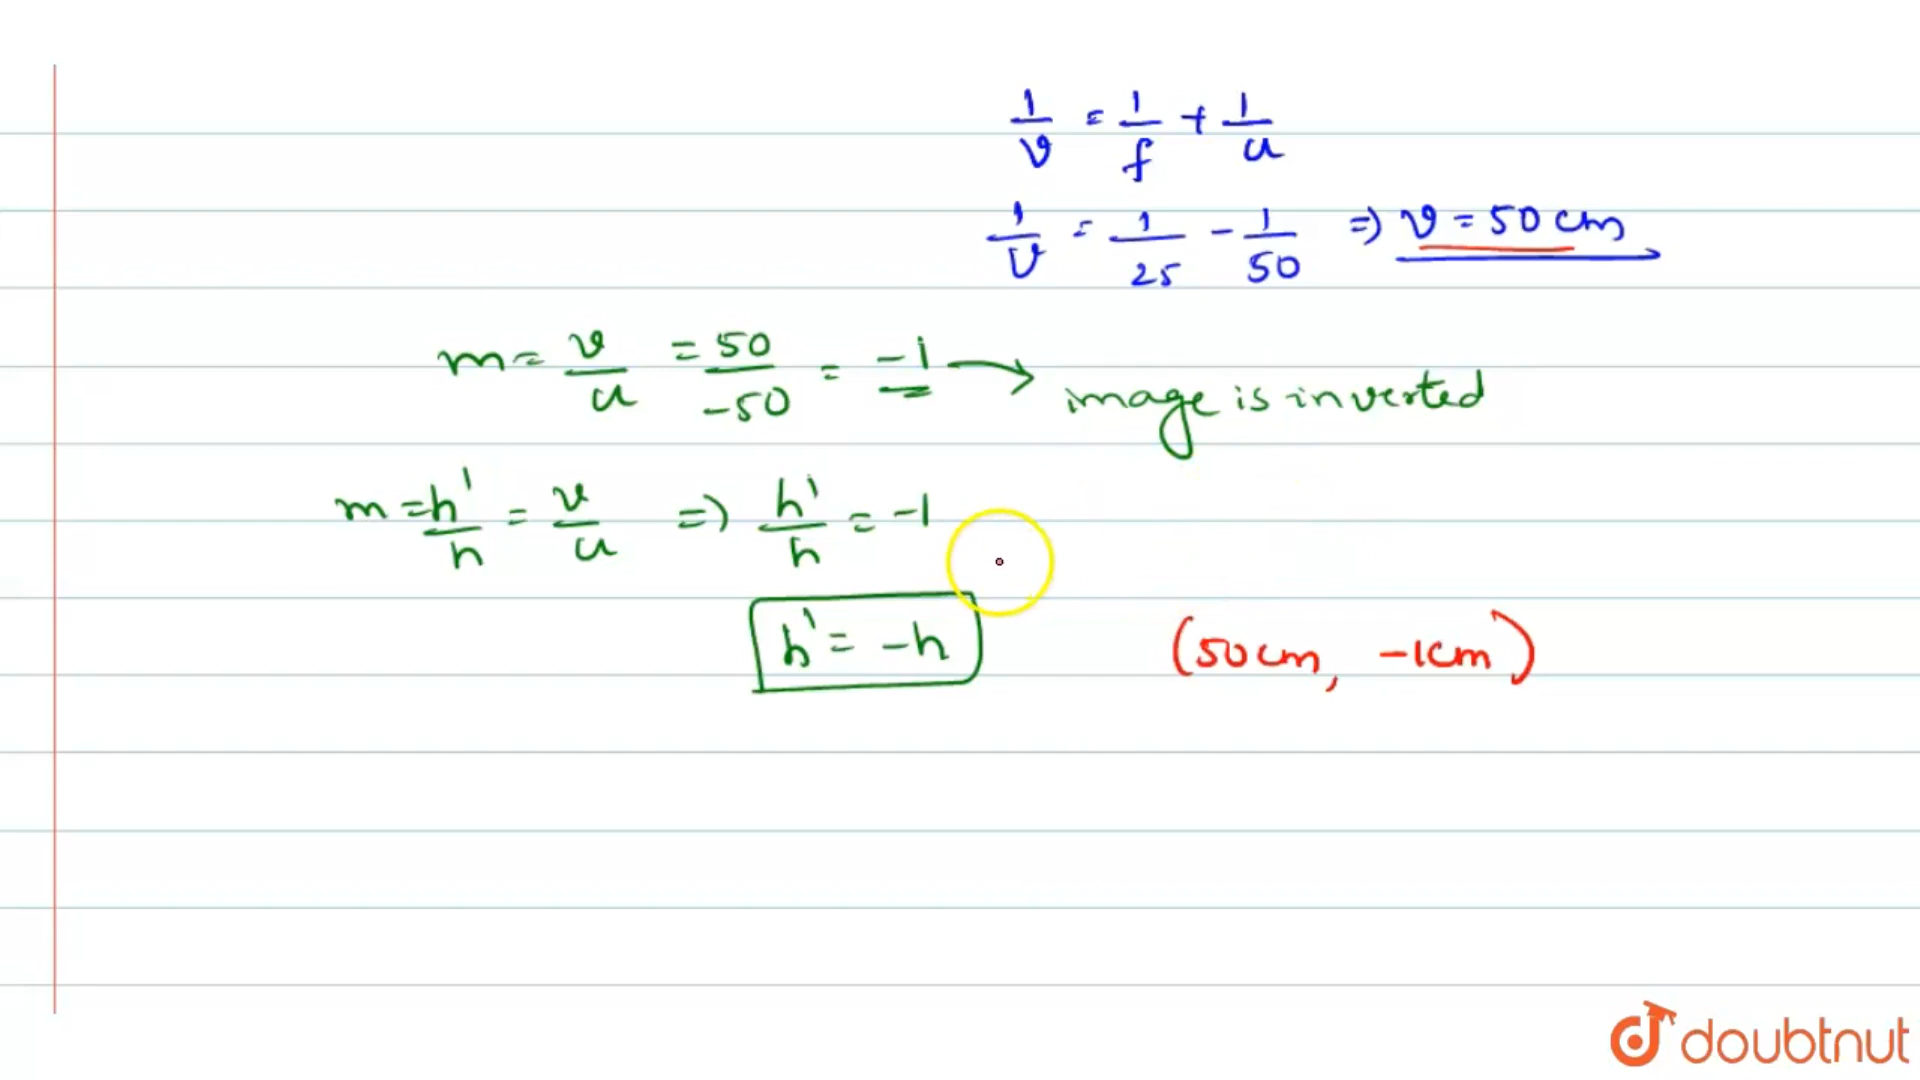 1/v = 1/f + 1/u
1/v = 1/25 - 1/50 => v = 50 cm
m = v/u = 50/-50 = -1 → image is inverted
m = h'/h = v/u => h'/h = -1
h' = -h
(50cm, -1cm)
doubtnut